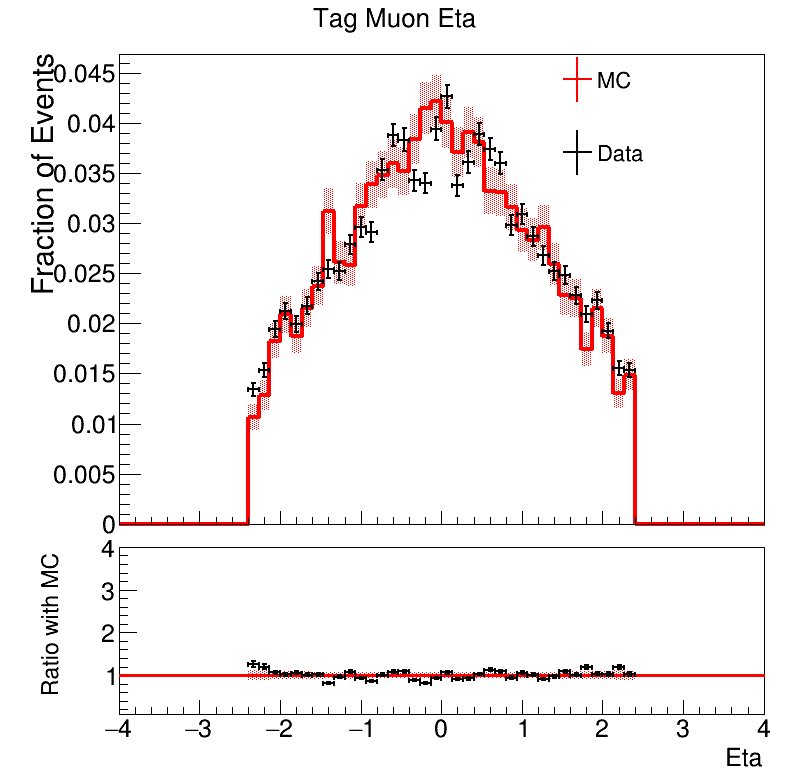 Tag Muon Eta
Fraction of Events
0.045
0.04
0.035
0.03
0.025
0.02
0.015
0.01
0.005
0
MC
Data
Ratio with MC
4
3
2
1
−4 −3 −2 −1 0 1 2 3 4
Eta